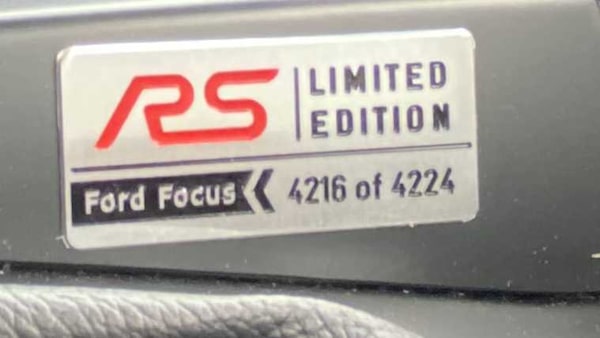 RS
LIMITED
EDITION
Ford Focus
4216 of 4224